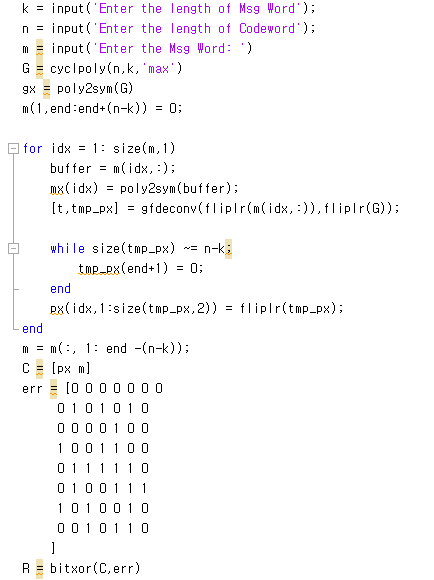 k = input('Enter the length of Msg Word');
n = input('Enter the length of Codeword');
m = input('Enter the Msg Word: ')
G = cyclpoly(n,k,'max')
gx = poly2sym(G)
m(1,end:end+(n-k)) = 0;
for idx = 1: size(m,1)
buffer = m(idx,:);
mx(idx) = poly2sym(buffer);
[t,tmp_px] = gfdeconv(fliplr(m(idx,:)),fliplr(G));
while size(tmp_px) ~= n-k;
tmp_px(end+1) = 0;
end
px(idx,1:size(tmp_px,2)) = fliplr(tmp_px);
end
m = m(:, 1: end -(n-k));
C = [px m]
err = [0 0 0 0 0 0 0
0 1 0 1 0 1 0
0 0 0 0 1 0 0
1 0 0 1 1 0 0
0 1 1 1 1 1 0
0 1 0 0 1 1 1
1 0 1 0 0 1 0
0 0 1 0 1 1 0
]
R = bitxor(C,err)